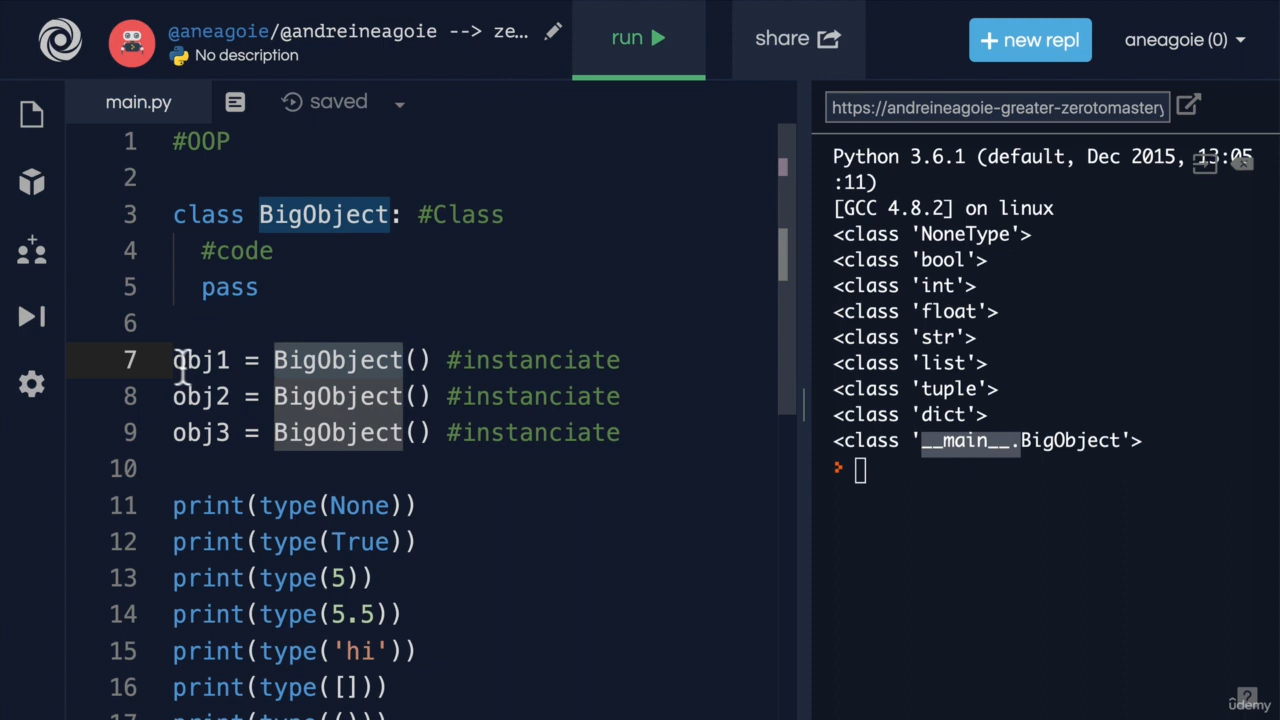 @aneagoie/@andreineagoie --> ze...
No description
run
share
+ new repl
aneagoie (0)
main.py
saved
1 #OOP
2
3 class BigObject: #Class
4 #code
5 pass
6
7 obj1 = BigObject() #instanciate
8 obj2 = BigObject() #instanciate
9 obj3 = BigObject() #instanciate
10
11 print(type(None))
12 print(type(True))
13 print(type(5))
14 print(type(5.5))
15 print(type('hi'))
16 print(type([]))
17 print(type(()))
https://andreineagoie-greater-zerotomastery
Python 3.6.1 (default, Dec 2015, 13:05
:11)
[GCC 4.8.2] on linux
<class 'NoneType'>
<class 'bool'>
<class 'int'>
<class 'float'>
<class 'str'>
<class 'list'>
<class 'tuple'>
<class 'dict'>
<class '__main__.BigObject'>
?
ûdemy